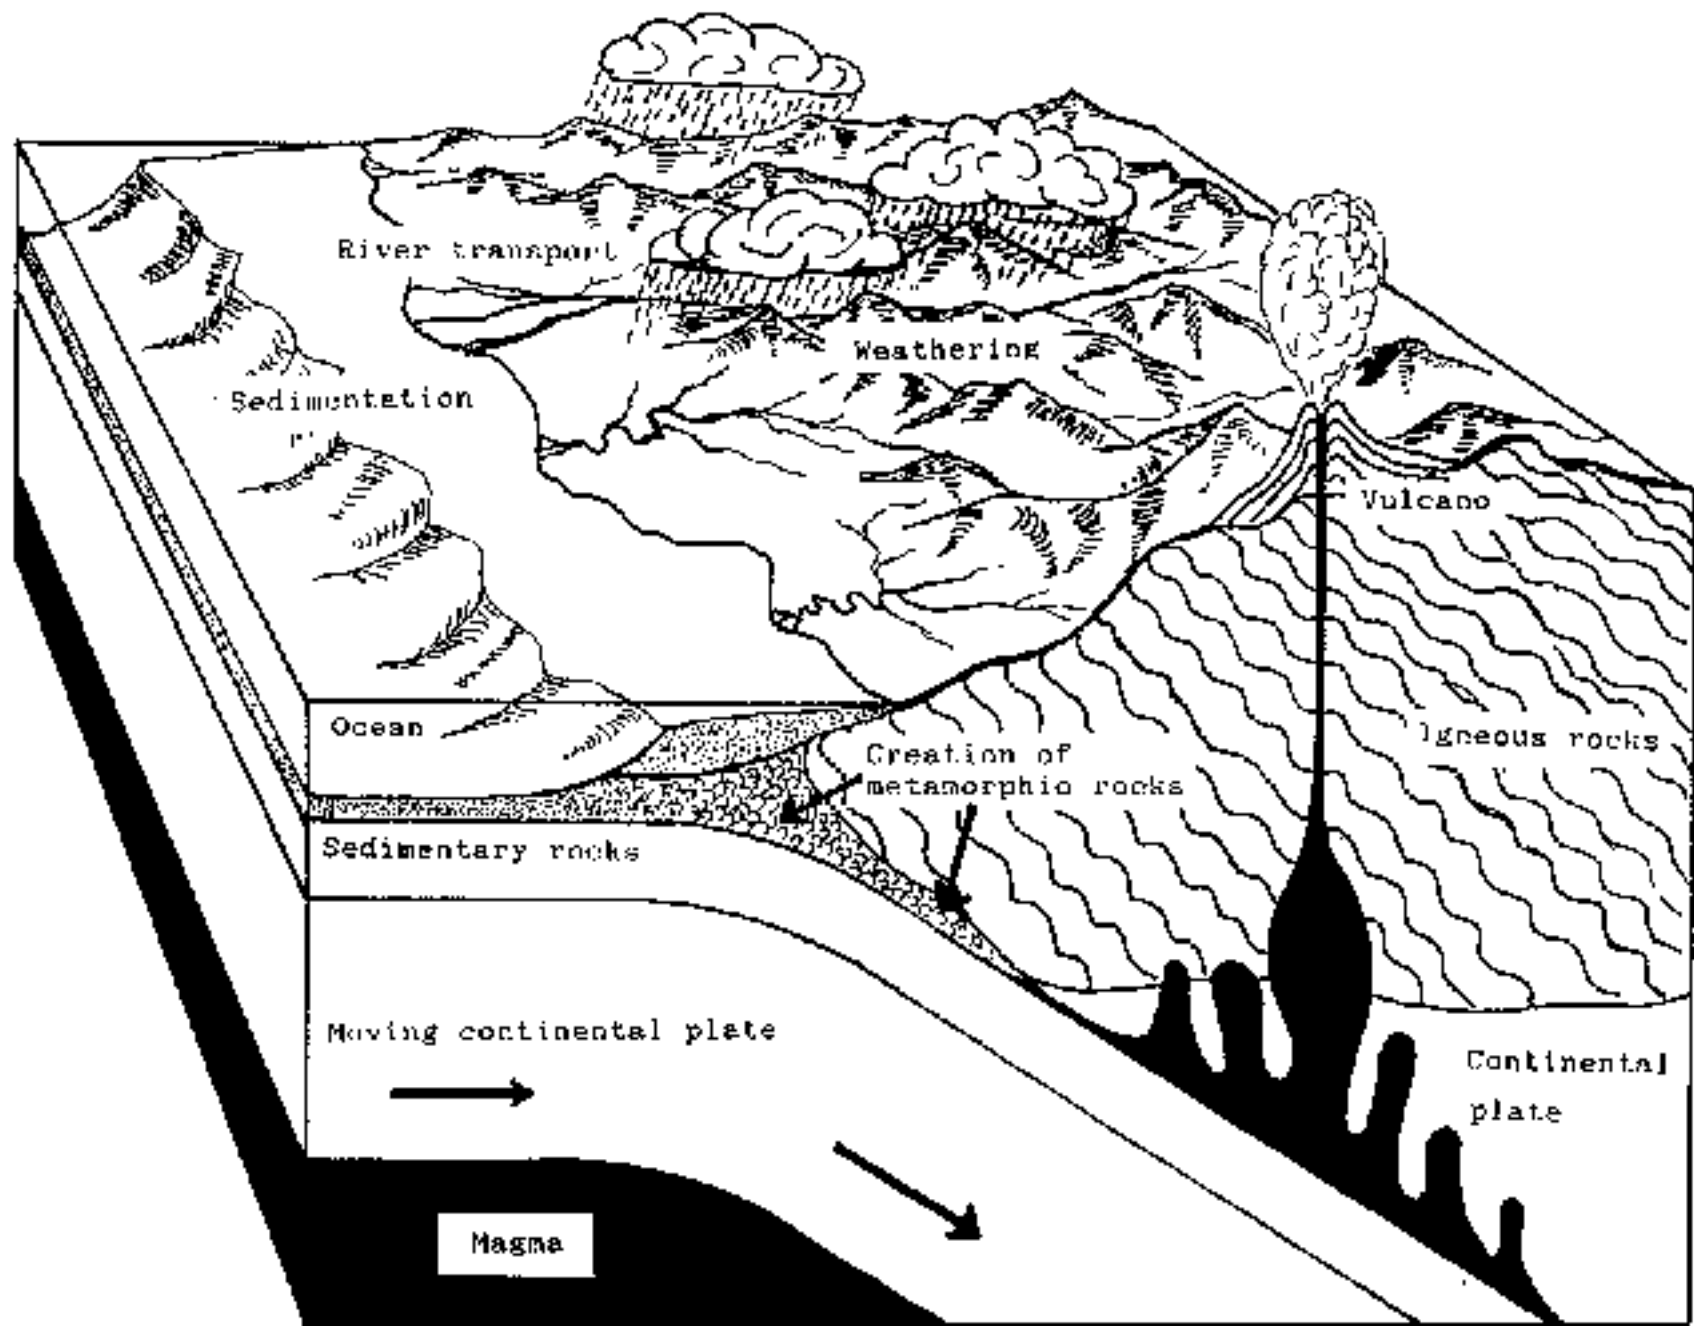 River transport
Weathering
Sedimentation
Vulcano
Ocean
Igneous rocks
Creation of
metamorphic rocks
Sedimentary rocks
Moving continental plate
Continental
plate
Magma